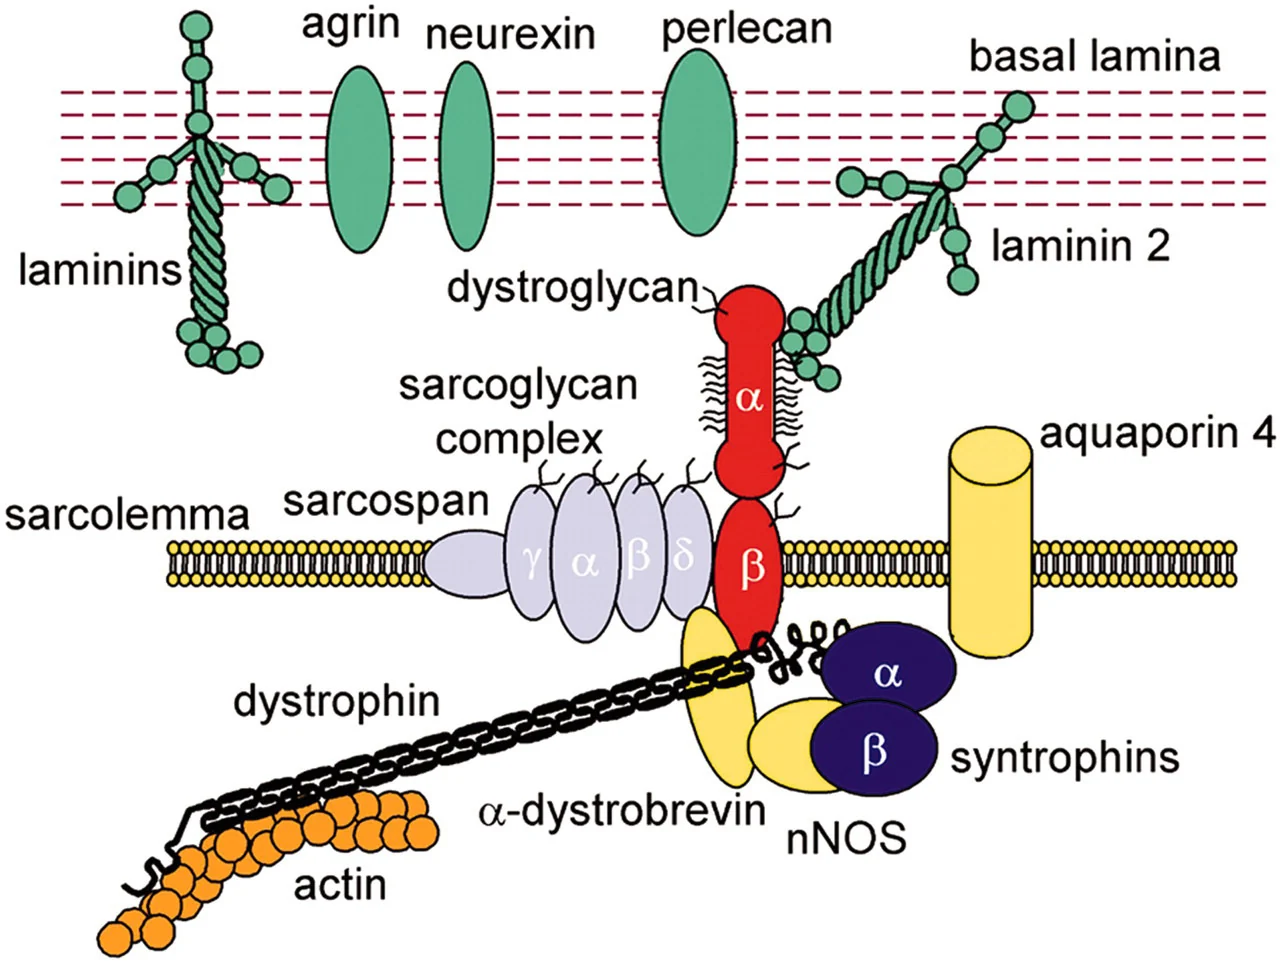 agrin
neurexin
perlecan
basal lamina
laminins
laminin 2
dystroglycan
α
sarcoglycan
complex
aquaporin 4
sarcospan
sarcolemma
γ α β δ β
α
dystrophin
β
syntrophins
α-dystrobrevin
nNOS
actin